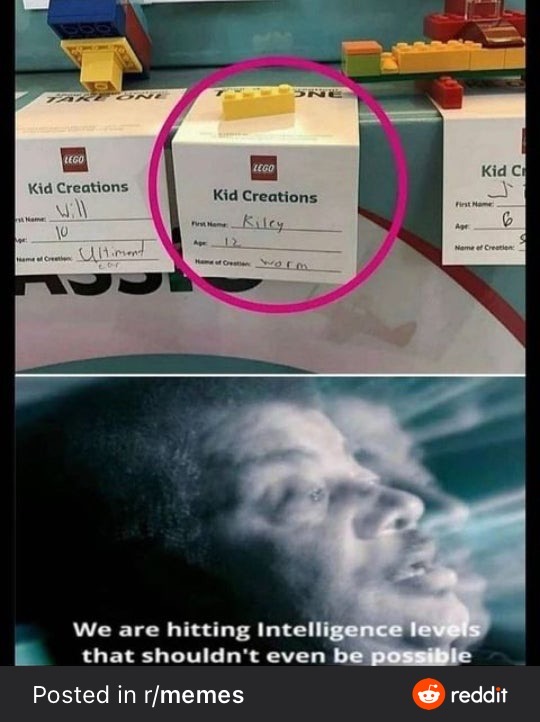 TAKE ONE
LEGO
Kid Creations
First Name: Will
Age: 10
Name of Creation: Ultiment
car
ONE
LEGO
Kid Creations
First Name: Kiley
Age: 12
Name of Creation: worm
Kid Cr
First Name: J
Age: 6
Name of Creation:
We are hitting Intelligence levels
that shouldn't even be possible
Posted in r/memes
reddit